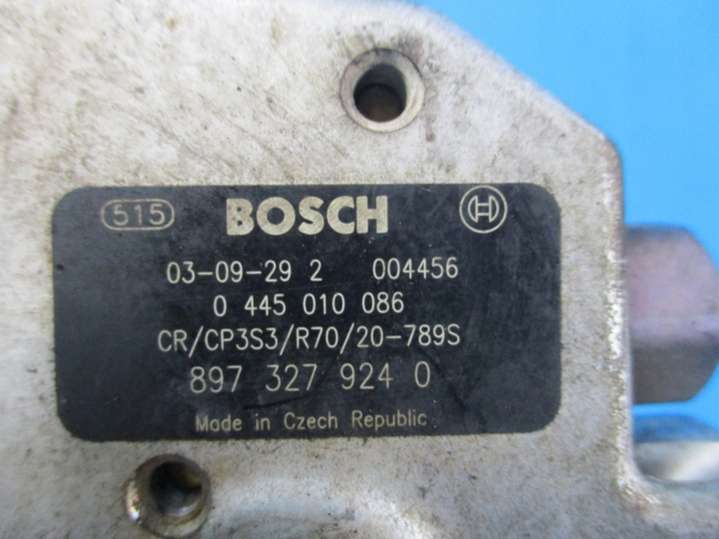 515 BOSCH
03-09-29 2 004456
0 445 010 086
CR/CP3S3/R70/20-789S
897 327 924 0
Made in Czech Republic